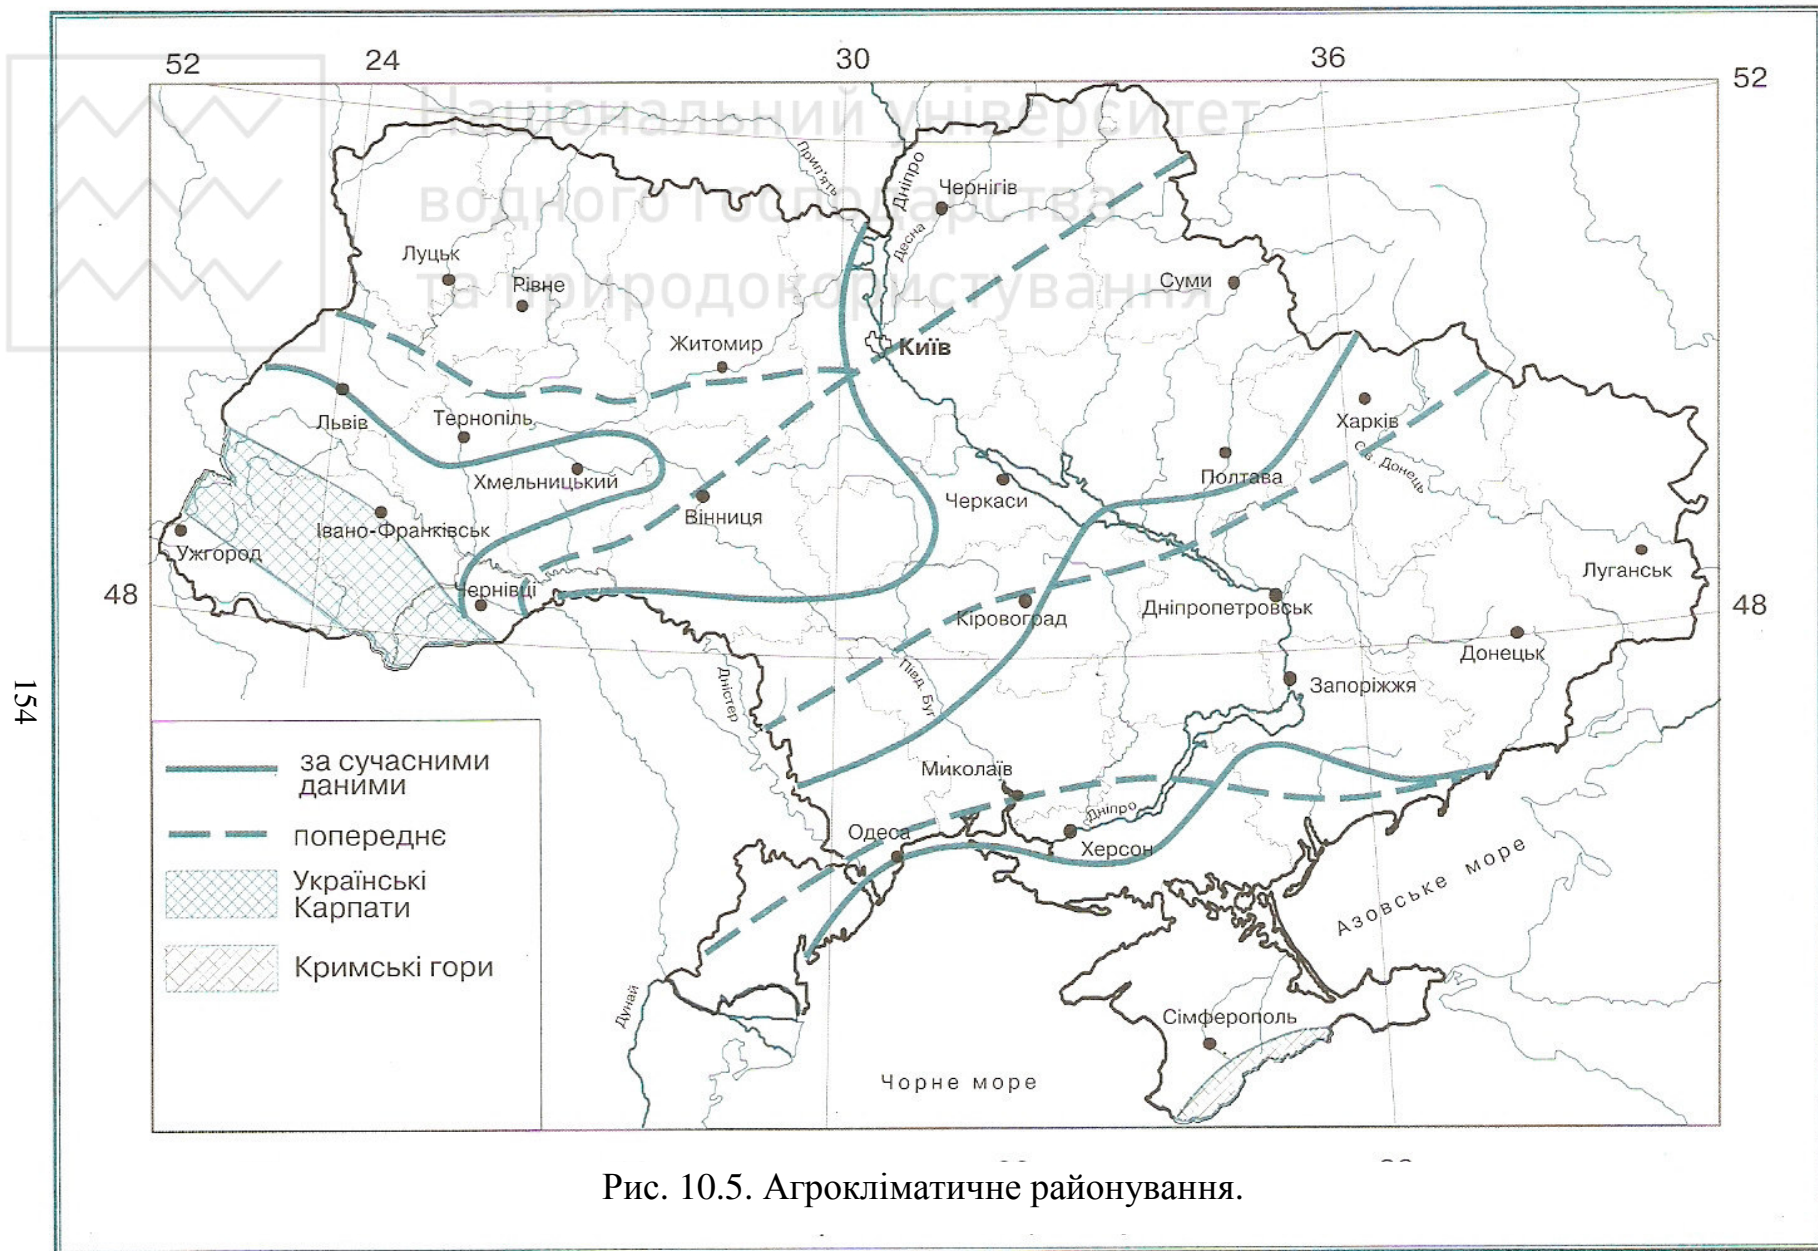 52
24
30
36
52
Національний університет
водного господарства
та природокористування
Прип'ять
Дніпро
Чернігів
Десна
Луцьк
Рівне
Суми
Житомир
Київ
Львів
Тернопіль
Харків
Св. Донець
Хмельницький
Полтава
Черкаси
Вінниця
Івано-Франківськ
Ужгород
Луганськ
48
Чернівці
Кіровоград
Дніпропетровськ
48
Донецьк
Півд. Буг
Дністер
Запоріжжя
154
за сучасними
даними
Миколаїв
Дніпро
попереднє
Одеса
Херсон
Українські
Карпати
Азовське море
Кримські гори
Дунай
Сімферополь
Чорне море
Рис. 10.5. Агрокліматичне районування.